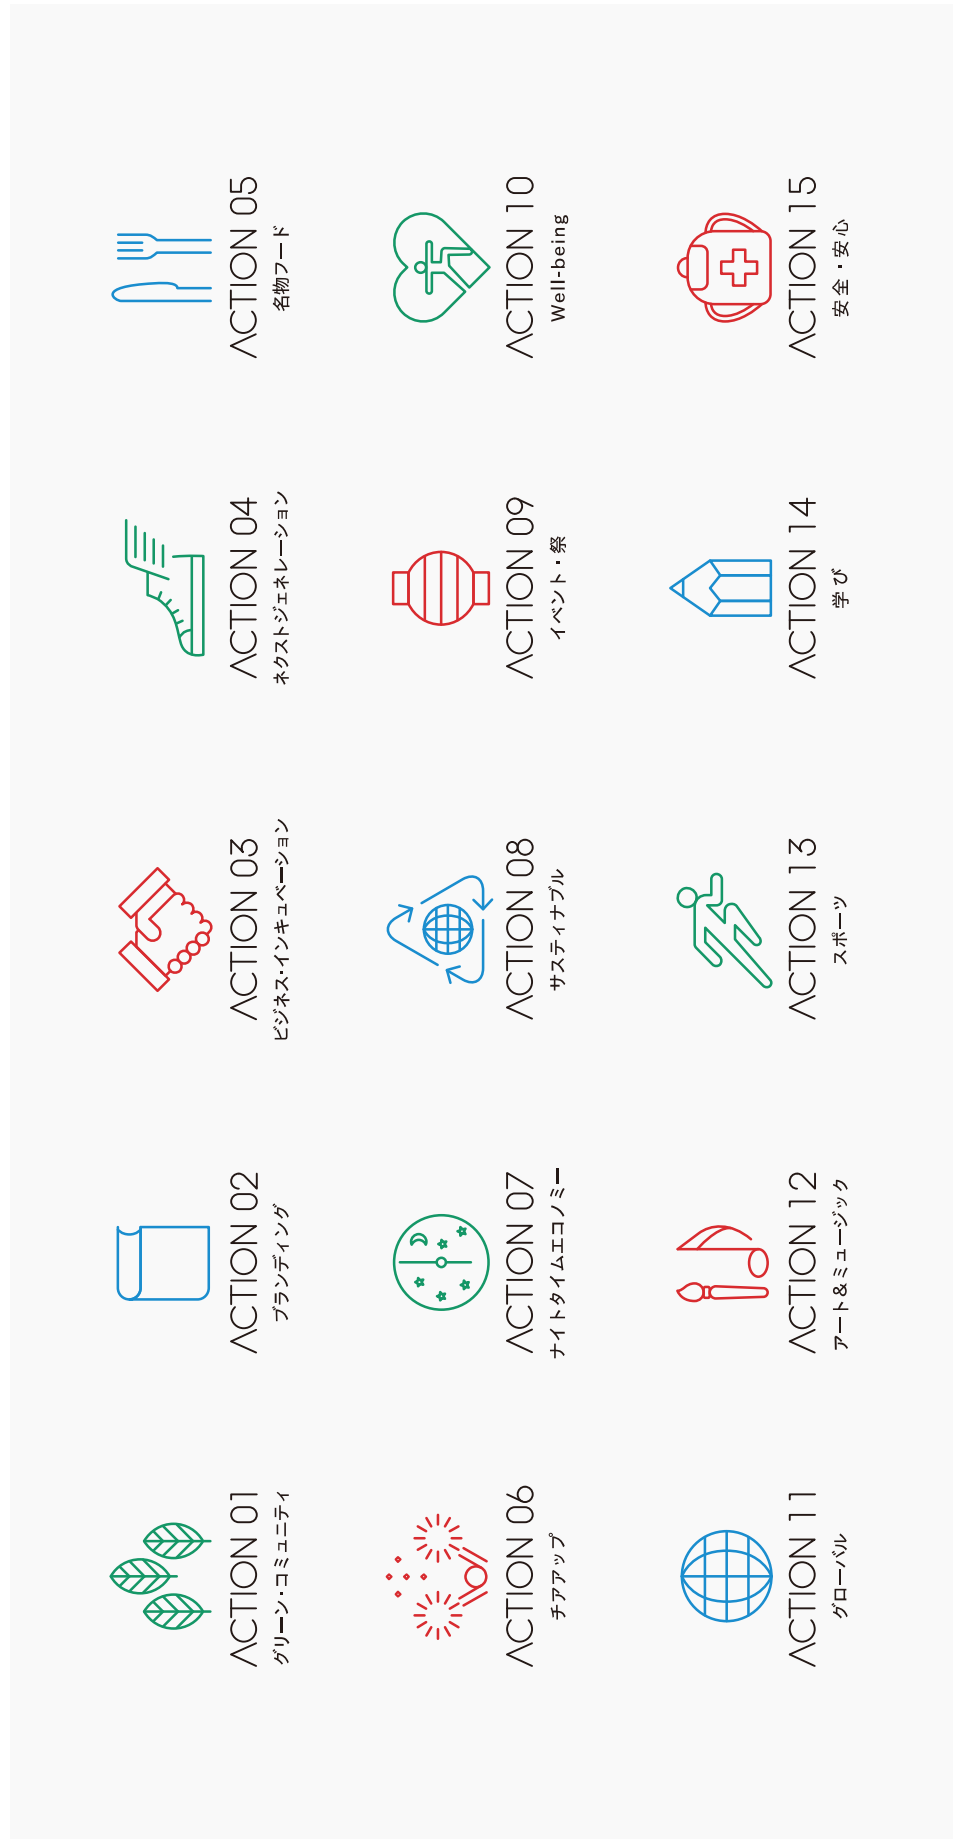 ACTION 01
グリーン・コミュニティ
ACTION 02
ブランディング
ACTION 03
ビジネス・インキュベーション
ACTION 04
ネクストジェネレーション
ACTION 05
名物フード
ACTION 06
チアアップ
ACTION 07
ナイトタイムエコノミー
ACTION 08
サスティナブル
ACTION 09
イベント・祭
ACTION 10
Well-being
ACTION 11
グローバル
ACTION 12
アート&ミュージック
ACTION 13
スポーツ
ACTION 14
学び
ACTION 15
安全・安心